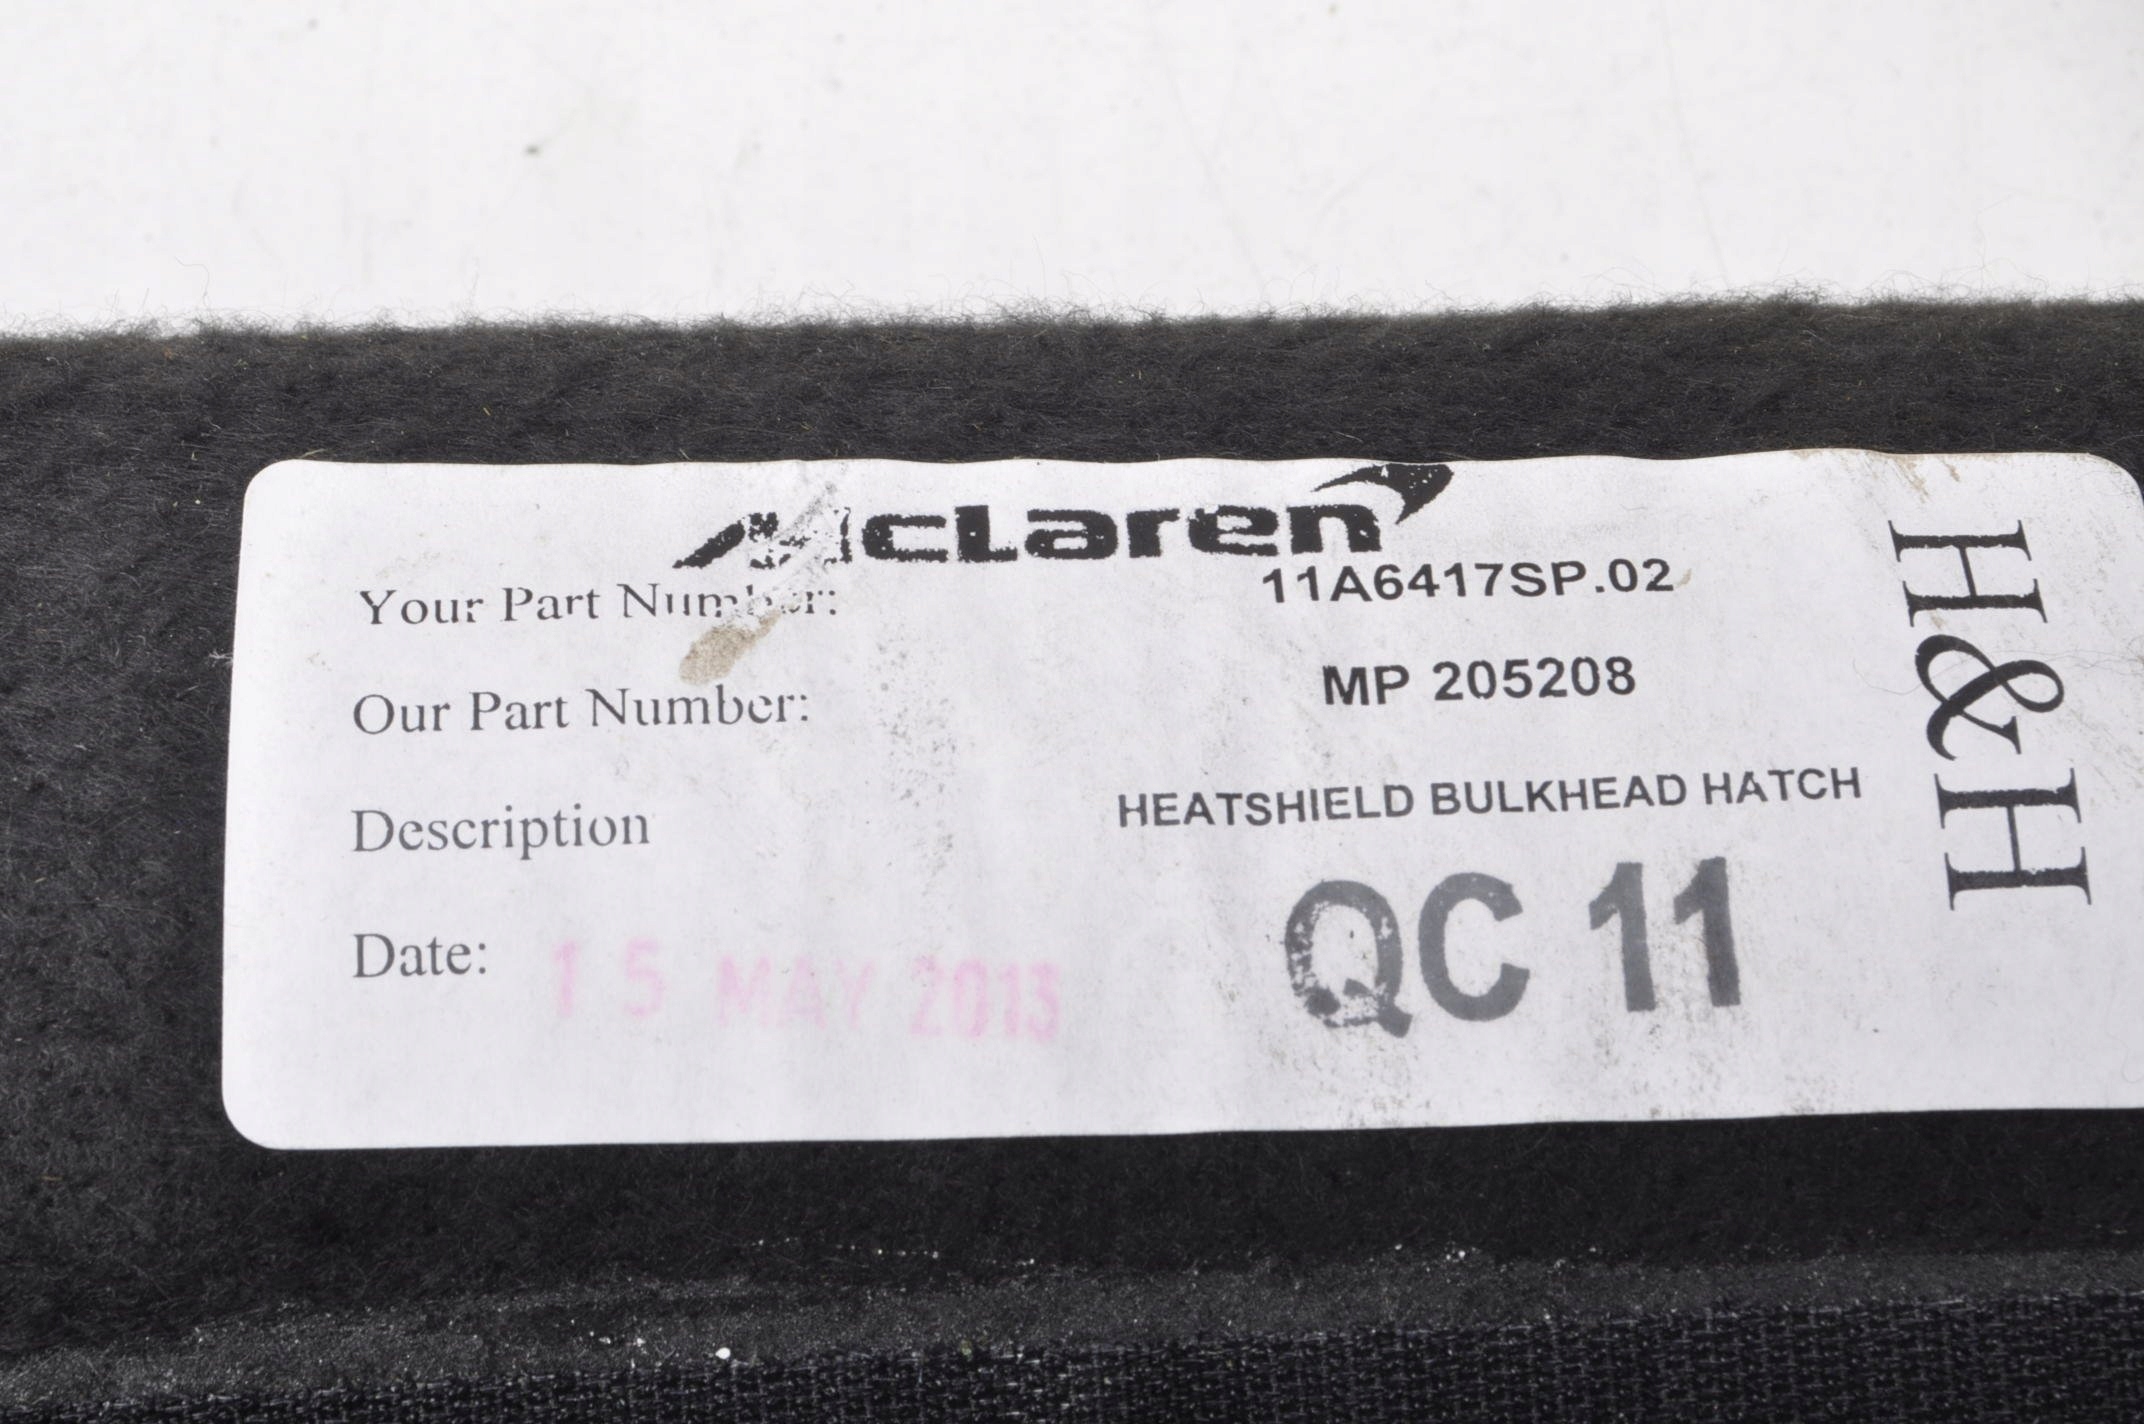 McLaren
Your Part Number: 11A6417SP.02
Our Part Number: MP 205208
Description HEATSHIELD BULKHEAD HATCH
Date: 15 MAY 2013
QC 11
H&H